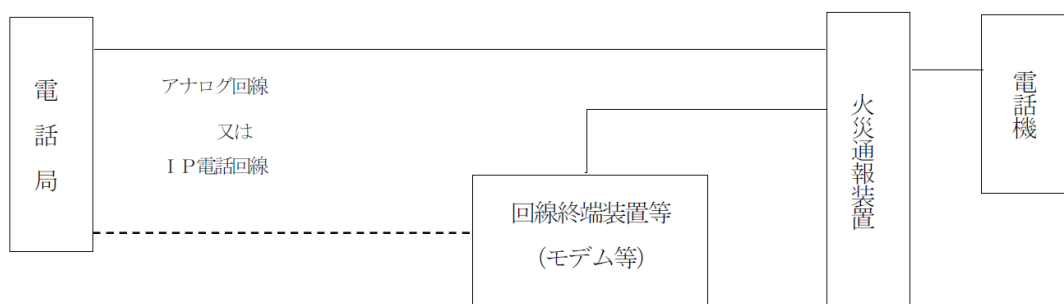 電話局
アナログ回線
又は
ＩＰ電話回線
回線終端装置等
(モデム等)
火災通報装置
電話機